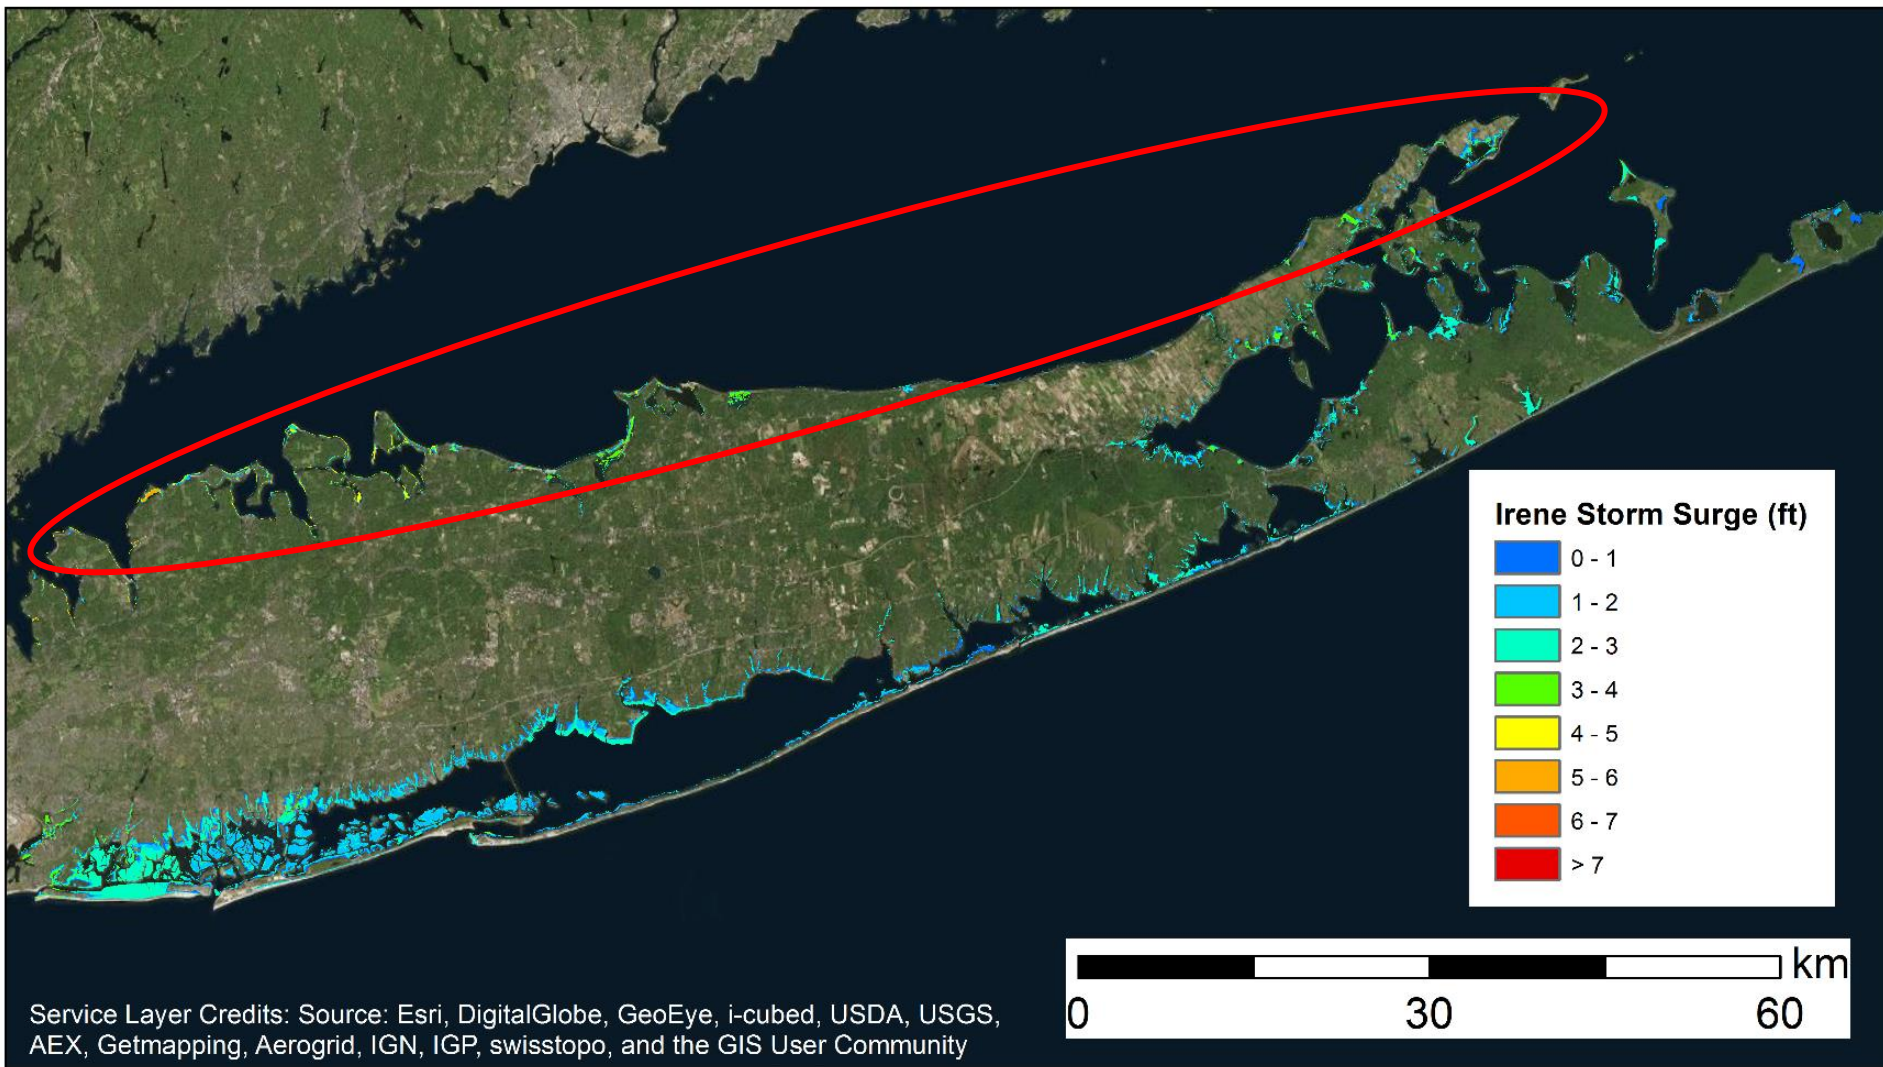 Irene Storm Surge (ft)
0 - 1
1 - 2
2 - 3
3 - 4
4 - 5
5 - 6
6 - 7
> 7
km
0 30 60
Service Layer Credits: Source: Esri, DigitalGlobe, GeoEye, i-cubed, USDA, USGS,
AEX, Getmapping, Aerogrid, IGN, IGP, swisstopo, and the GIS User Community